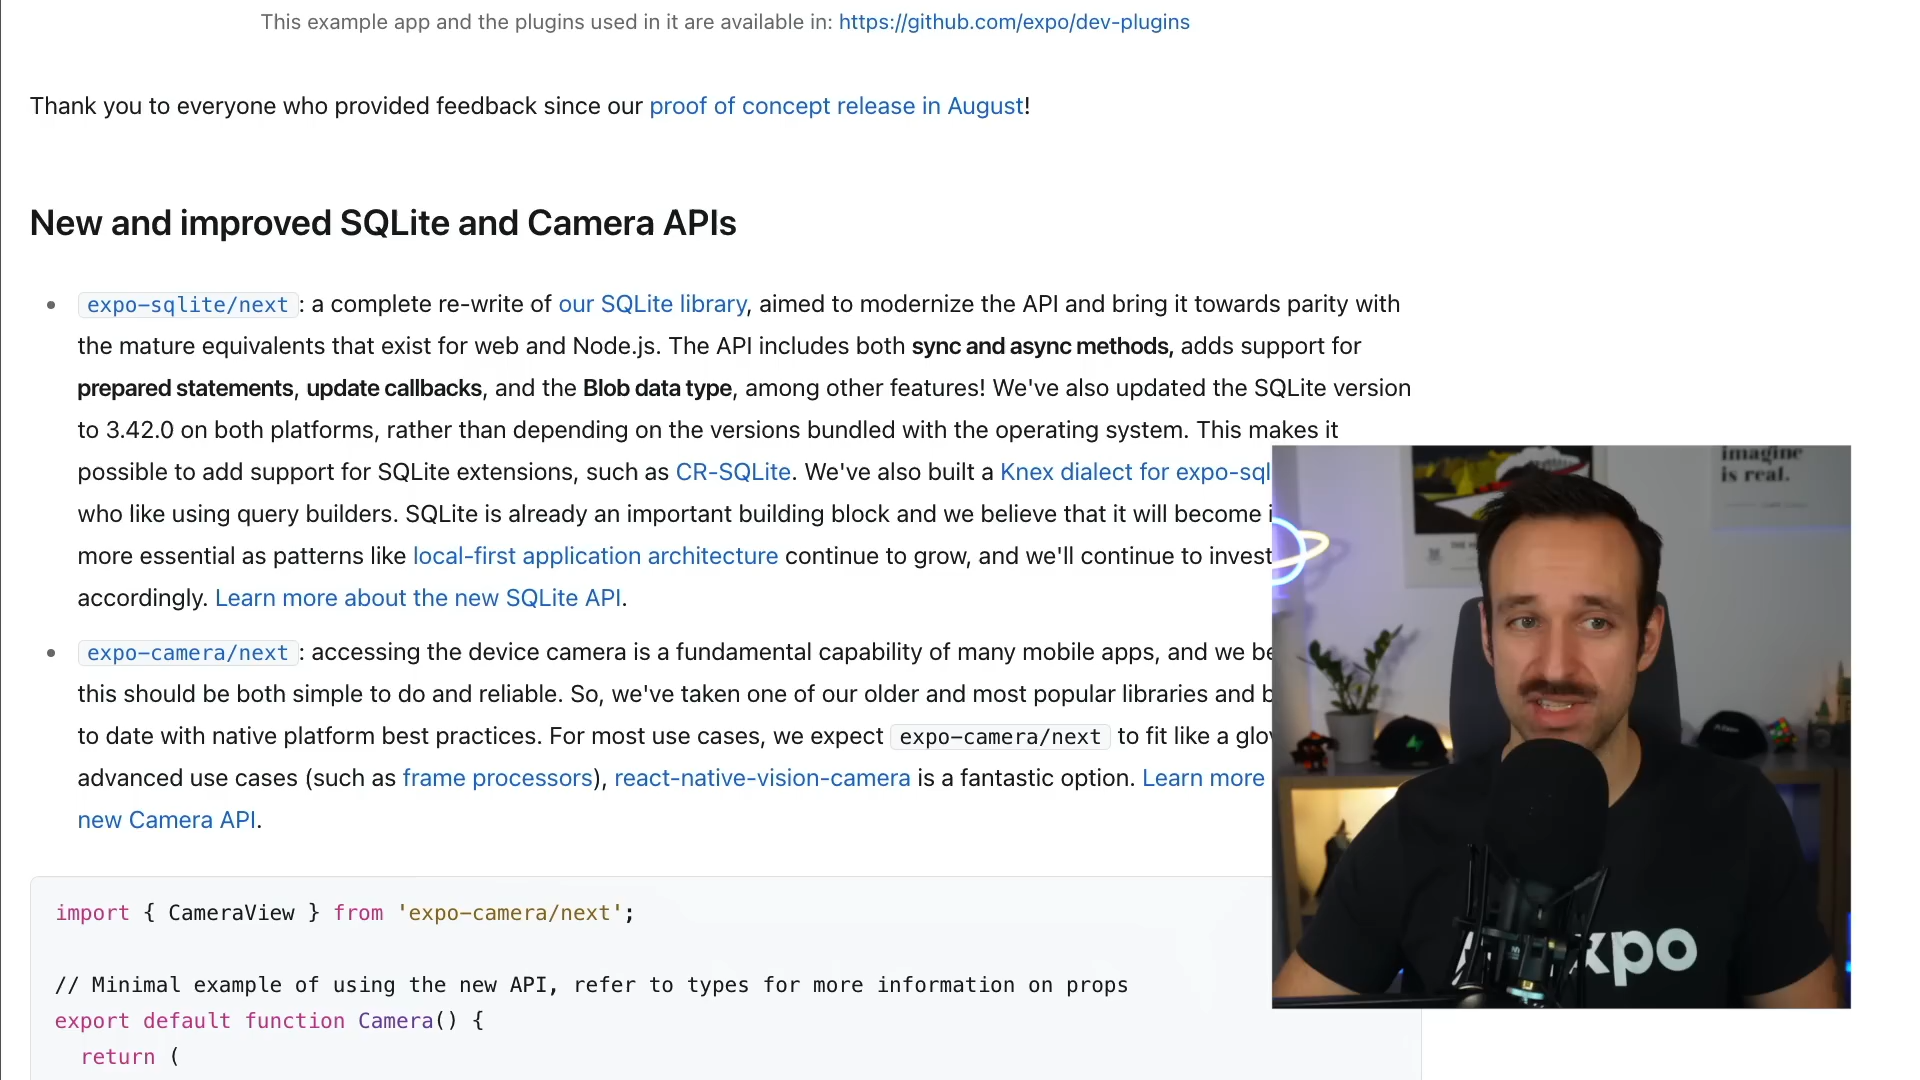 This example app and the plugins used in it are available in: https://github.com/expo/dev-plugins
Thank you to everyone who provided feedback since our proof of concept release in August!
New and improved SQLite and Camera APIs
expo-sqlite/next: a complete re-write of our SQLite library, aimed to modernize the API and bring it towards parity with
the mature equivalents that exist for web and Node.js. The API includes both sync and async methods, adds support for
prepared statements, update callbacks, and the Blob data type, among other features! We've also updated the SQLite version
to 3.42.0 on both platforms, rather than depending on the versions bundled with the operating system. This makes it
possible to add support for SQLite extensions, such as CR-SQLite. We've also built a Knex dialect for expo-sql
who like using query builders. SQLite is already an important building block and we believe that it will become
more essential as patterns like local-first application architecture continue to grow, and we'll continue to invest
accordingly. Learn more about the new SQLite API.
expo-camera/next: accessing the device camera is a fundamental capability of many mobile apps, and we be
this should be both simple to do and reliable. So, we've taken one of our older and most popular libraries and b
to date with native platform best practices. For most use cases, we expect expo-camera/next to fit like a glo
advanced use cases (such as frame processors), react-native-vision-camera is a fantastic option. Learn more
new Camera API.
import { CameraView } from 'expo-camera/next';
// Minimal example of using the new API, refer to types for more information on props
export default function Camera() {
return (
imagine
is real.
xpo